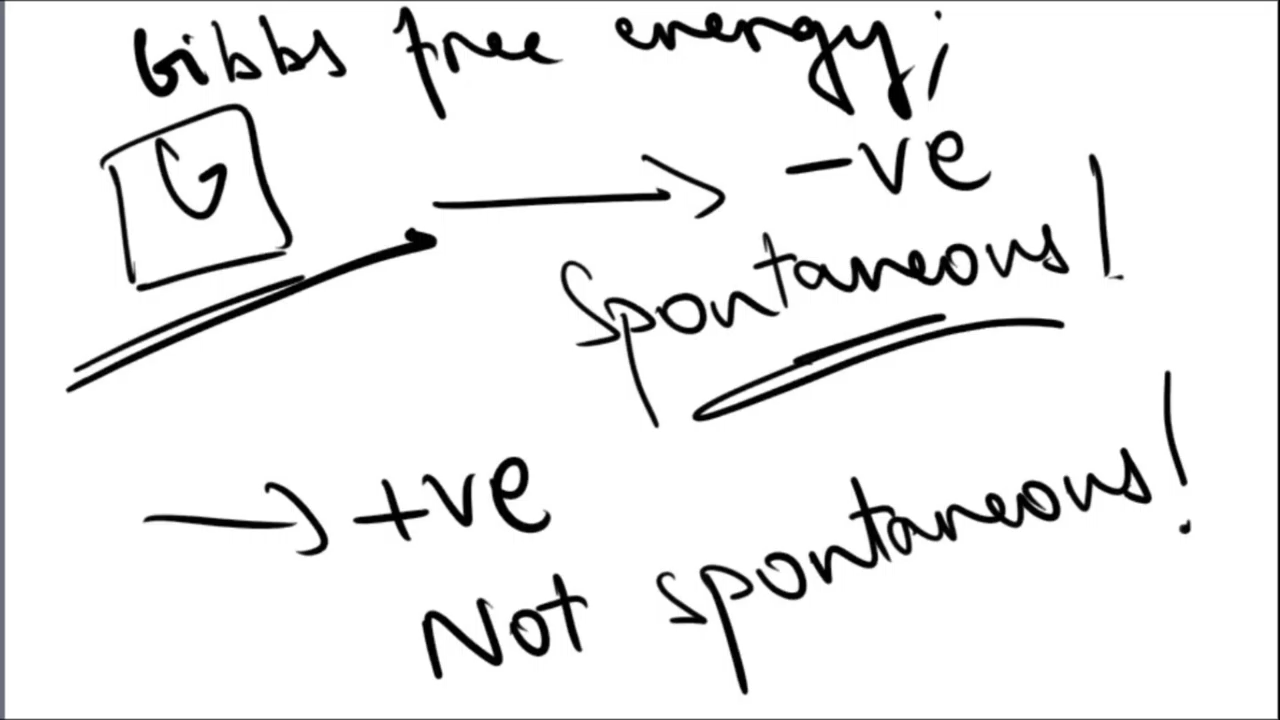 Gibbs free energy;
G → -ve
spontaneous!
→ +ve
Not spontaneous!